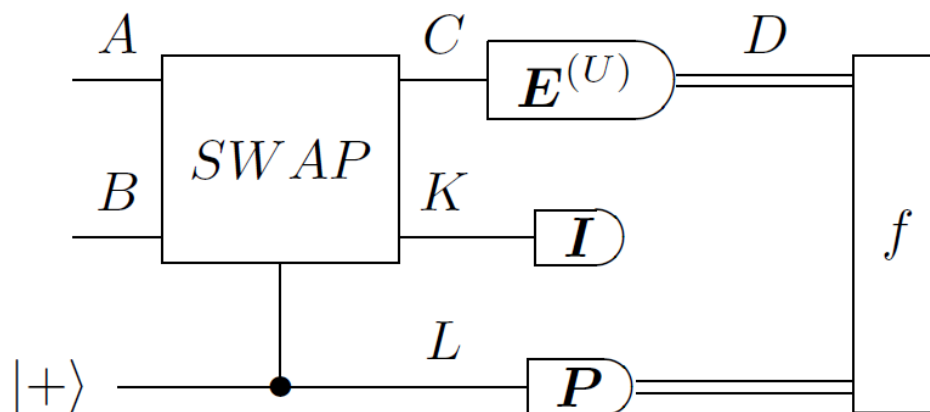 A C D
E^{(U)}
SWAP
B K
I f
L
|+⟩ P